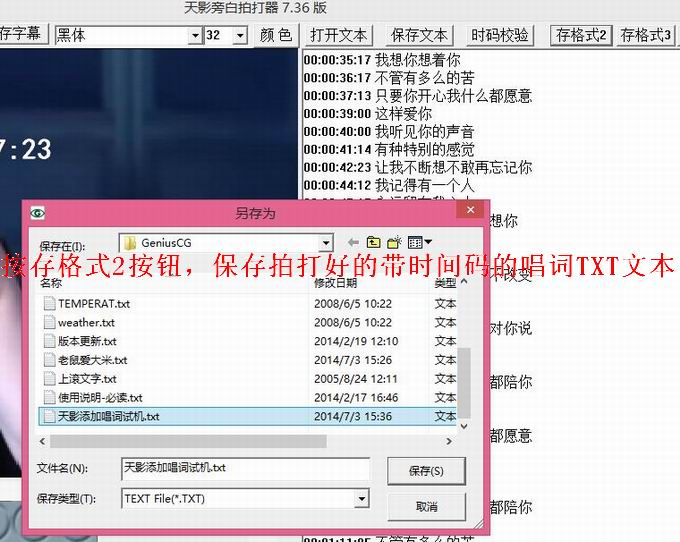 天影旁白拍打器 7.36 版
存字幕 黑体 32 颜 色 打开文本 保存文本 时码校验 存格式2 存格式3
7:23
00:00:35:17 我想你想着你
00:00:36:17 不管有多么的苦
00:00:37:13 只要你开心我什么都愿意
00:00:39:00 这样爱你
00:00:40:00 我听见你的声音
00:00:41:14 有种特别的感觉
00:00:42:23 让我不断想不敢再忘记你
00:00:44:12 我记得有一个人
想你
改变
对你说
都陪你
都愿意
都陪你
00:01:11:05 不管有多么的苦
另存为
保存在(I): GeniusCG
按存格式2按钮，保存拍打好的带时间码的唱词TXT文本
名称 修改日期 类型
TEMPERAT.txt 2008/6/5 10:22 文本
weather.txt 2008/6/5 10:22 文本
版本更新.txt 2014/2/19 12:10 文本
老鼠爱大米.txt 2014/7/3 15:26 文本
上滚文字.txt 2005/8/24 12:11 文本
使用说明-必读.txt 2014/2/17 16:46 文本
天影添加唱词试机.txt 2014/7/3 15:36 文本
文件名(N): 天影添加唱词试机.txt 保存(S)
保存类型(T): TEXT File(*.TXT) 取消